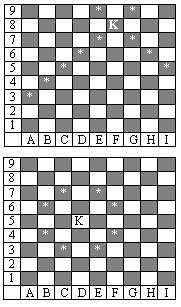 9 * *
8 K
7 * *
6 * *
5 * *
4 *
3 *
2
1
A B C D E F G H I
9
8
7 * *
6 * *
5 K
4 * *
3 * *
2
1
A B C D E F G H I